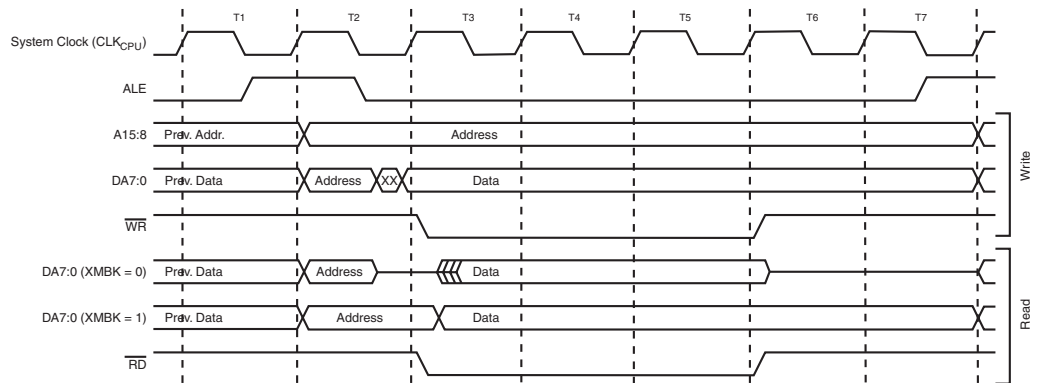 T1 T2 T3 T4 T5 T6 T7
System Clock (CLKCPU)
ALE
A15:8 Prev. Addr. Address
DA7:0 Prev. Data Address XX Data
WR
Write
DA7:0 (XMBK = 0) Prev. Data Address Data
DA7:0 (XMBK = 1) Prev. Data Address Data
RD
Read